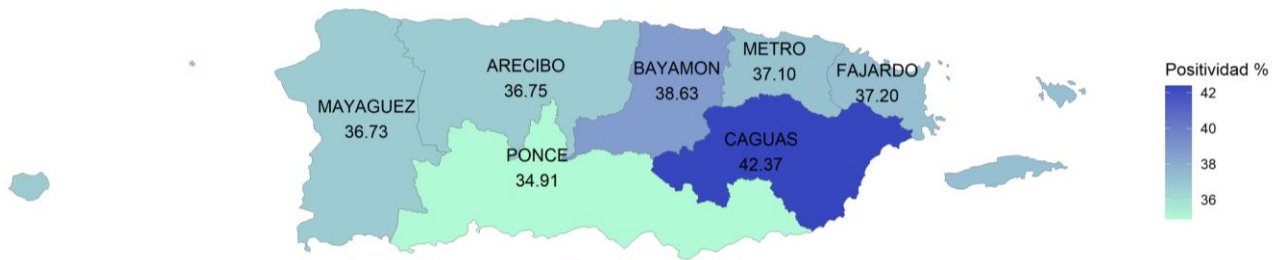 METRO
37.10
ARECIBO
36.75
BAYAMON
38.63
FAJARDO
37.20
Positividad %
MAYAGUEZ
36.73
PONCE
34.91
CAGUAS
42.37
42
40
38
36